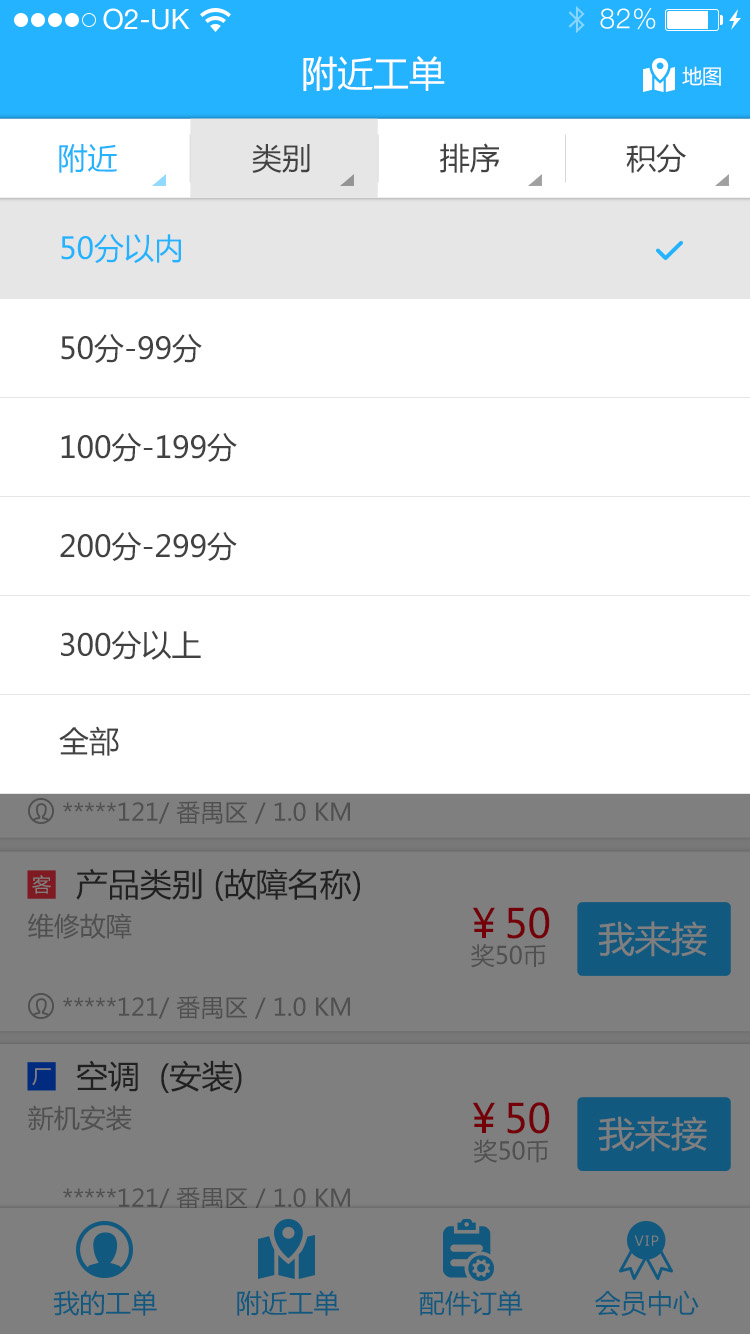 O2-UK 82%
附近工单 地图
附近 类别 排序 积分
50分以内
50分-99分
100分-199分
200分-299分
300分以上
全部
*****121/ 番禺区 / 1.0 KM
客 产品类别 (故障名称)
维修故障
¥ 50
奖50币
我来接
*****121/ 番禺区 / 1.0 KM
厂 空调 (安装)
新机安装
¥ 50
奖50币
我来接
*****121/ 番禺区 / 1.0 KM
VIP
我的工单 附近工单 配件订单 会员中心